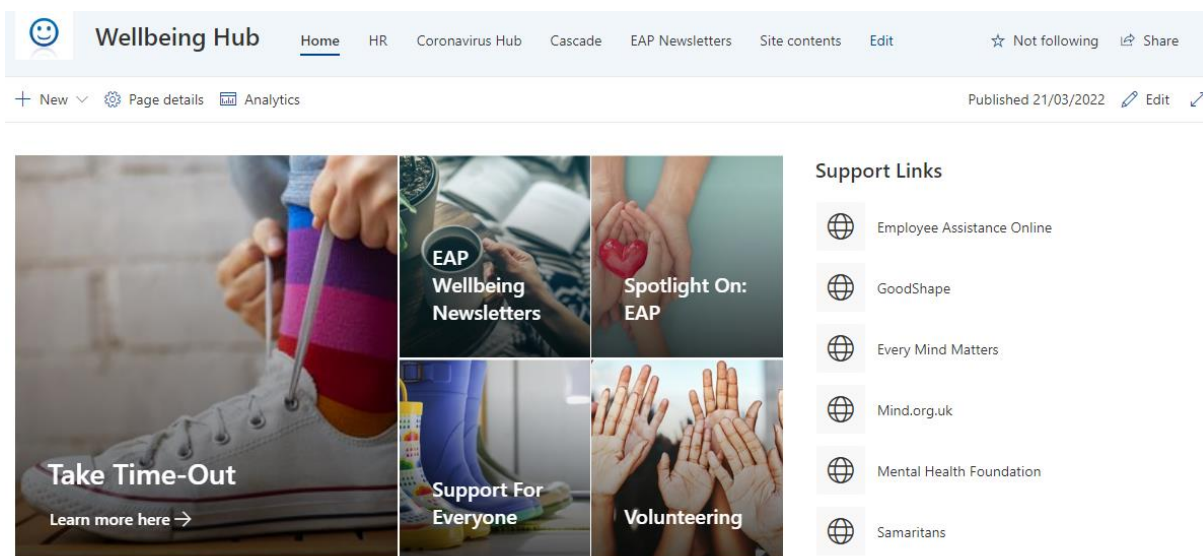 Wellbeing Hub Home HR Coronavirus Hub Cascade EAP Newsletters Site contents Edit Not following Share
New Page details Analytics Published 21/03/2022 Edit
Take Time-Out
Learn more here →
EAP
Wellbeing
Newsletters
Spotlight On:
EAP
Support For
Everyone
Volunteering
Support Links
Employee Assistance Online
GoodShape
Every Mind Matters
Mind.org.uk
Mental Health Foundation
Samaritans